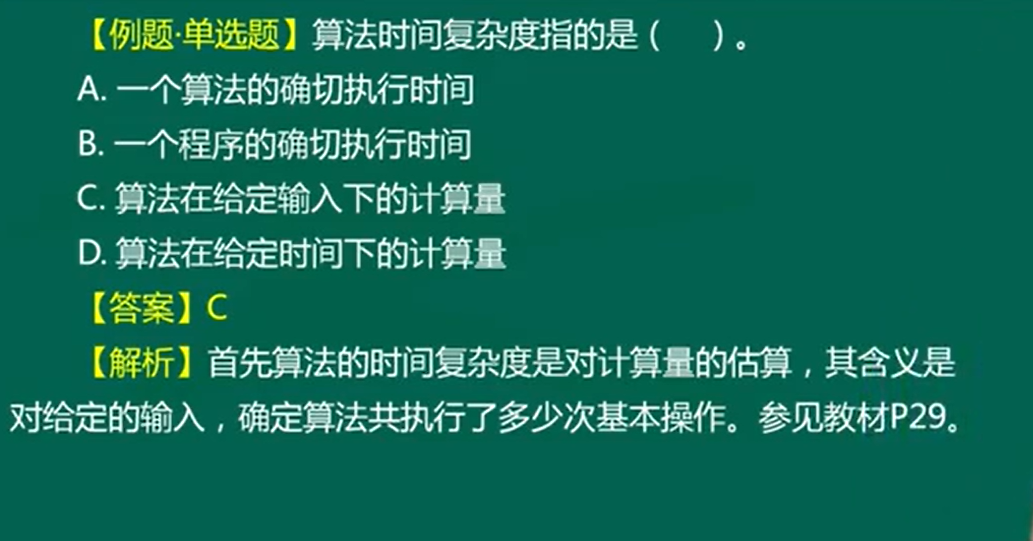 【例题·单选题】算法时间复杂度指的是（　　）。
A. 一个算法的确切执行时间
B. 一个程序的确切执行时间
C. 算法在给定输入下的计算量
D. 算法在给定时间下的计算量
【答案】C
【解析】首先算法的时间复杂度是对计算量的估算，其含义是
对给定的输入，确定算法共执行了多少次基本操作。参见教材P29。